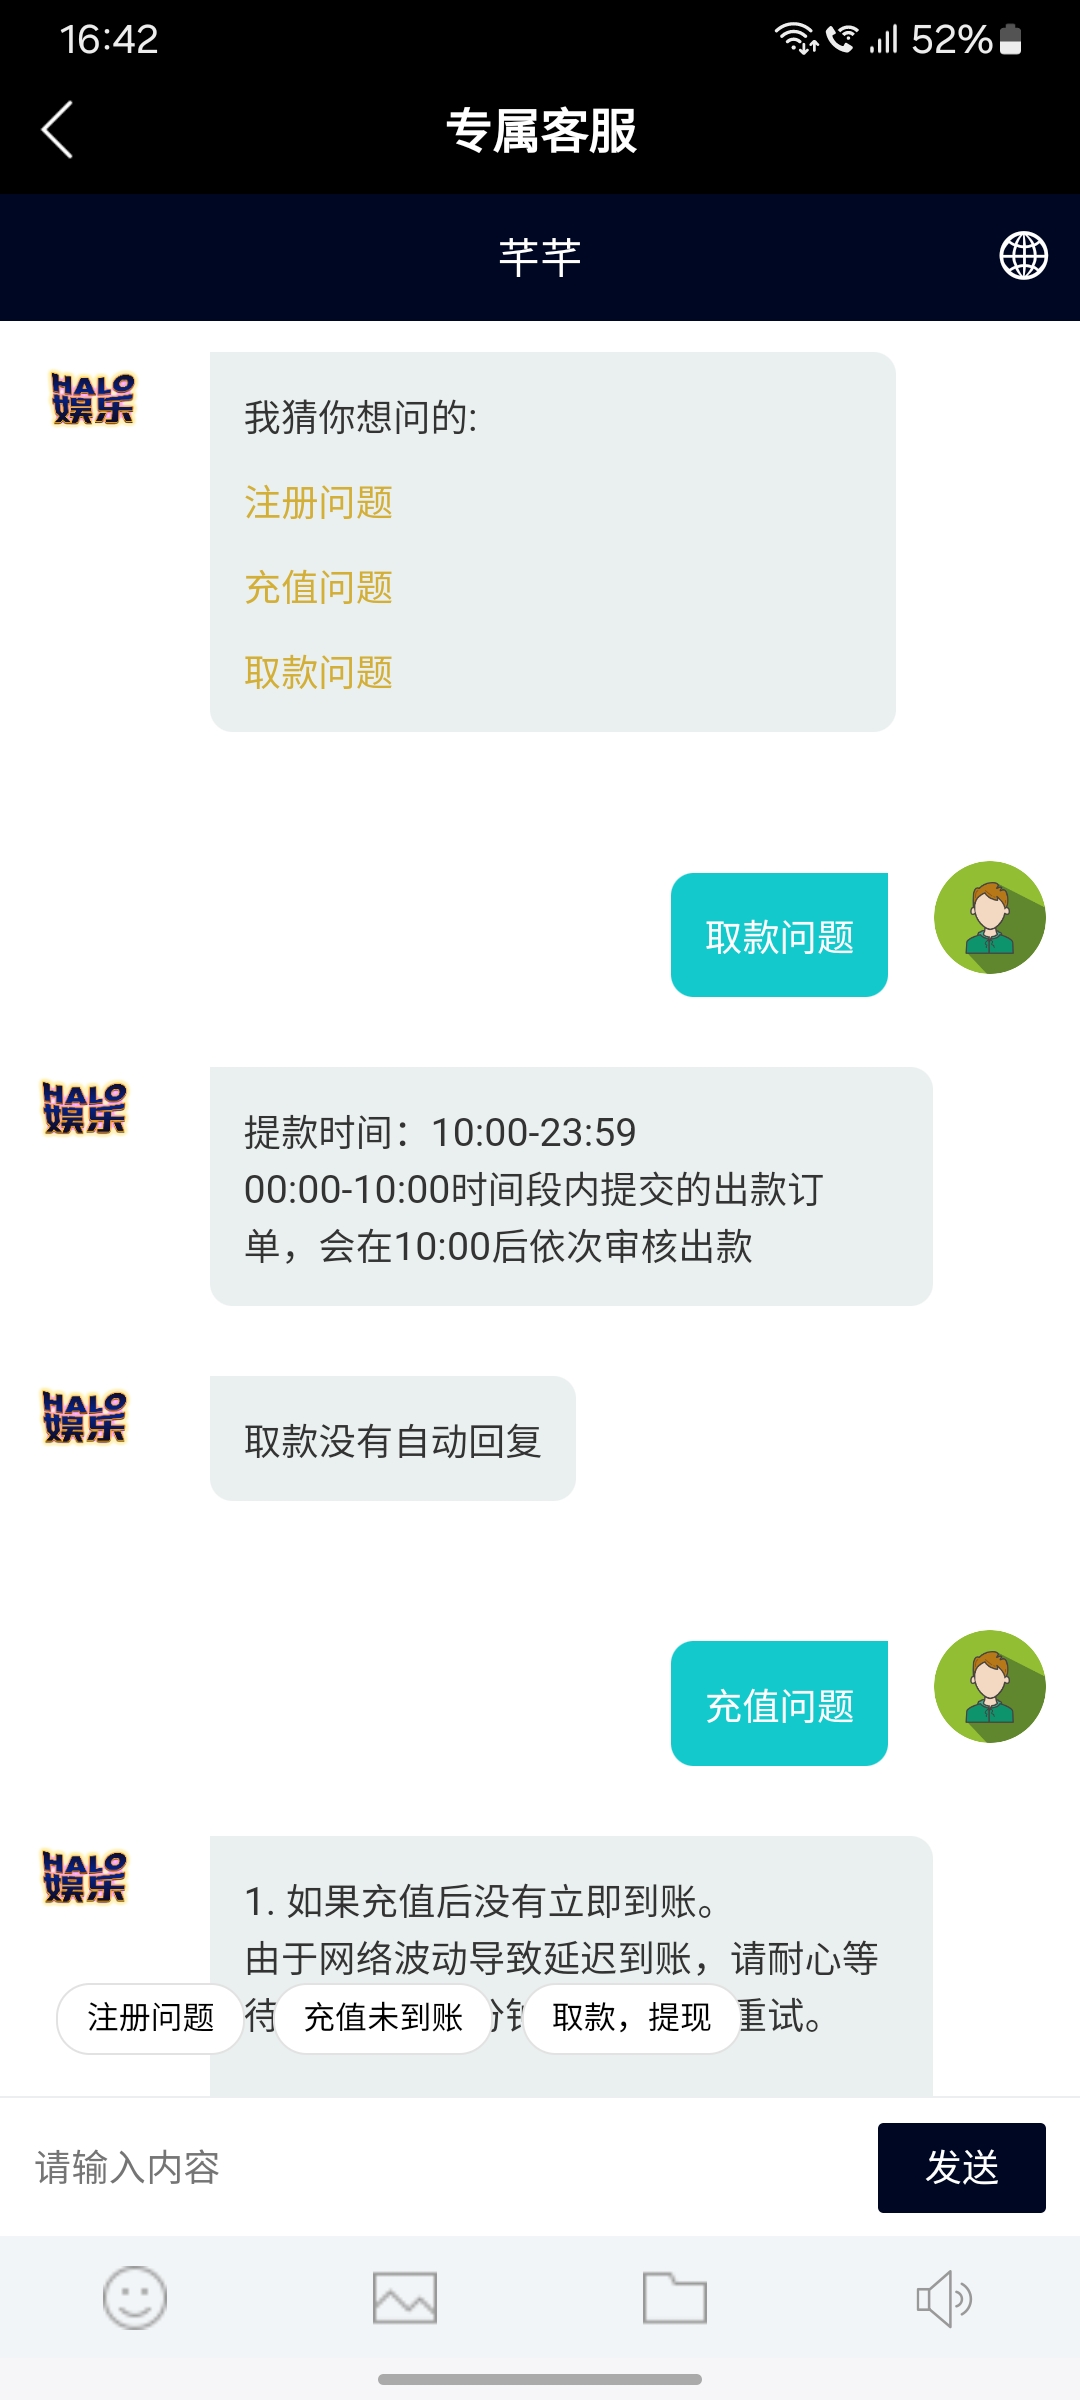 16:42
52%
专属客服
芊芊
HALO
娱乐
我猜你想问的:
注册问题
充值问题
取款问题
取款问题
HALO
娱乐
提款时间：10:00-23:59
00:00-10:00时间段内提交的出款订
单，会在10:00后依次审核出款
HALO
娱乐
取款没有自动回复
充值问题
HALO
娱乐
1. 如果充值后没有立即到账。
由于网络波动导致延迟到账，请耐心等
待
重试。
注册问题
充值未到账
取款，提现
请输入内容
发送